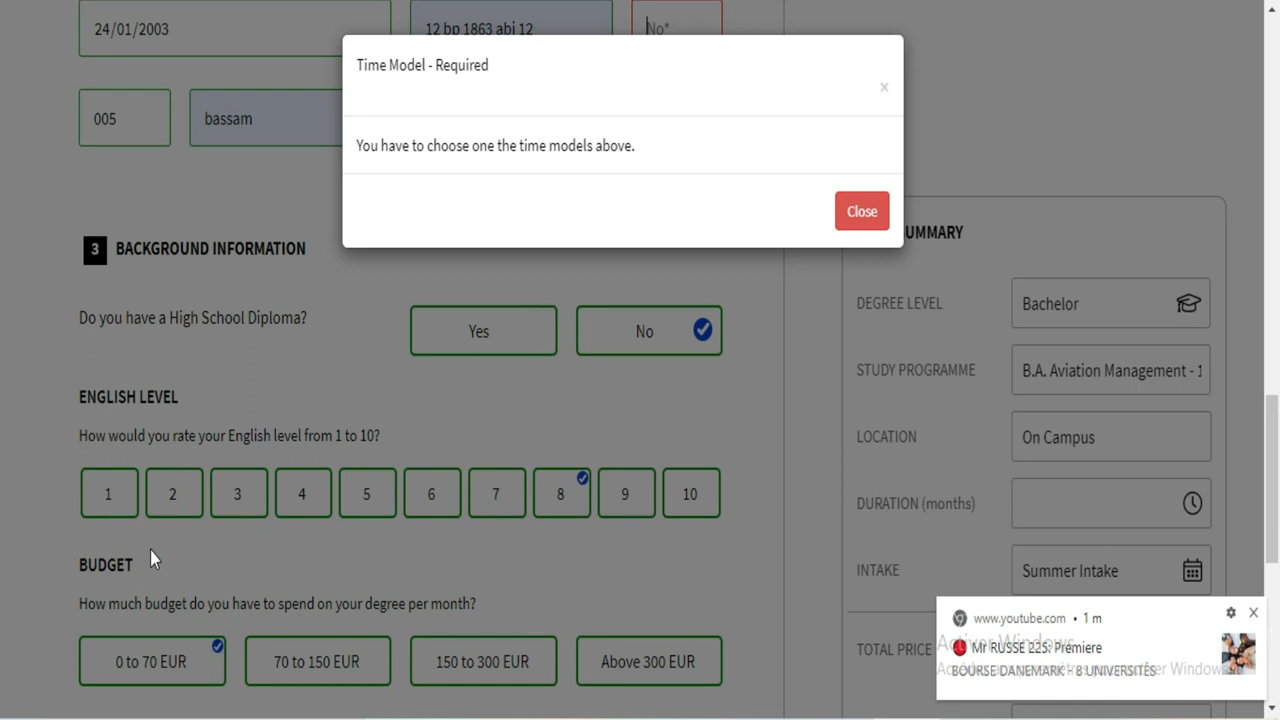 24/01/2003
12 bp 1863 abj 12
No*
Time Model - Required
×
You have to choose one the time models above.
Close
005
bassam
3 BACKGROUND INFORMATION
Do you have a High School Diploma?
Yes
No
ENGLISH LEVEL
How would you rate your English level from 1 to 10?
1 2 3 4 5 6 7 8 9 10
BUDGET
How much budget do you have to spend on your degree per month?
0 to 70 EUR
70 to 150 EUR
150 to 300 EUR
Above 300 EUR
SUMMARY
DEGREE LEVEL
Bachelor
STUDY PROGRAMME
B.A. Aviation Management - 1
LOCATION
On Campus
DURATION (months)
INTAKE
Summer Intake
TOTAL PRICE
www.youtube.com • 1 m
Activer Windows
Mr RUSSE 225: Première
BOURSE DANEMARK - 8 UNIVERSITÉS